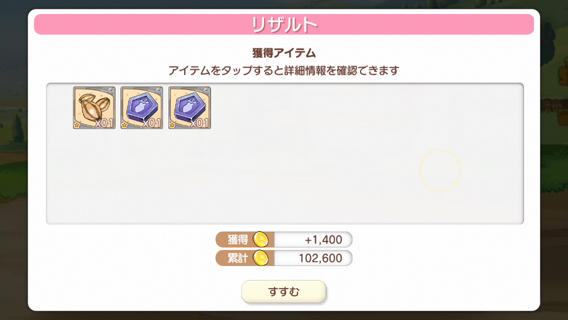 リザルト
獲得アイテム
アイテムをタップすると詳細情報を確認できます
x01 x01 x01
獲得 +1,400
累計 102,600
すすむ